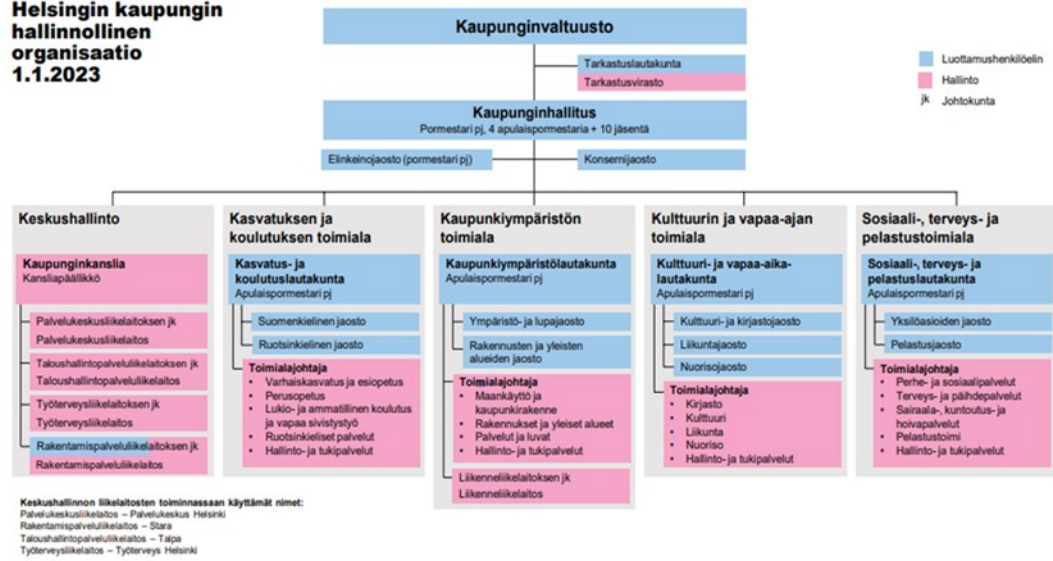 Helsingin kaupungin
hallinnollinen
organisaatio
1.1.2023
Kaupunginvaltuusto
Tarkastuslautakunta
Tarkastusvirasto
Luottamushenkilöelin
Hallinto
jk Johtokunta
Kaupunginhallitus
Pormestari pj, 4 apulaispormestaria + 10 jäsentä
Elinkeinojaosto (pormestari pj)
Konsernijaosto
Keskushallinto
Kaupunginkanslia
Kansliapäällikkö
Palvelukeskusliikelaitoksen jk
Palvelukeskusliikelaitos
Taloushallintopalveluliikelaitoksen jk
Taloushallintopalveluliikelaitos
Työterveysliikelaitoksen jk
Työterveysliikelaitos
Rakentamispalveluliikelaitoksen jk
Rakentamispalveluliikelaitos
Kasvatuksen ja
koulutuksen toimiala
Kasvatus- ja
koulutuslautakunta
Apulaispormestari pj
Suomenkielinen jaosto
Ruotsinkielinen jaosto
Toimialajohtaja
• Varhaiskasvatus ja esiopetus
• Perusopetus
• Lukio- ja ammatillinen koulutus
ja vapaa sivistystyö
• Ruotsinkieliset palvelut
• Hallinto- ja tukipalvelut
Kaupunkiympäristön
toimiala
Kaupunkiympäristölautakunta
Apulaispormestari pj
Ympäristö- ja lupajaosto
Rakennusten ja yleisten
alueiden jaosto
Toimialajohtaja
• Maankäyttö ja
kaupunkirakenne
• Rakennukset ja yleiset alueet
• Palvelut ja luvat
• Hallinto- ja tukipalvelut
Liikenneliikelaitoksen jk
Liikenneliikelaitos
Kulttuurin ja vapaa-ajan
toimiala
Kulttuuri- ja vapaa-aika-
lautakunta
Apulaispormestari pj
Kulttuuri- ja kirjastojaosto
Liikuntajaosto
Nuorisojaosto
Toimialajohtaja
• Kirjasto
• Kulttuuri
• Liikunta
• Nuoriso
• Hallinto- ja tukipalvelut
Sosiaali-, terveys- ja
pelastustoimiala
Sosiaali-, terveys- ja
pelastuslautakunta
Apulaispormestari pj
Yksilöasioiden jaosto
Pelastusjaosto
Toimialajohtaja
• Perhe- ja sosiaalipalvelut
• Terveys- ja päihdepalvelut
• Sairaala-, kuntoutus- ja
hoivapalvelut
• Pelastustoimi
• Hallinto- ja tukipalvelut
Keskushallinnon liikelaitosten toiminnassaan käyttämät nimet:
Palvelukeskusliikelaitos – Palvelukeskus Helsinki
Rakentamispalveluliikelaitos – Stara
Taloushallintopalveluliikelaitos – Talpa
Työterveysliikelaitos – Työterveys Helsinki